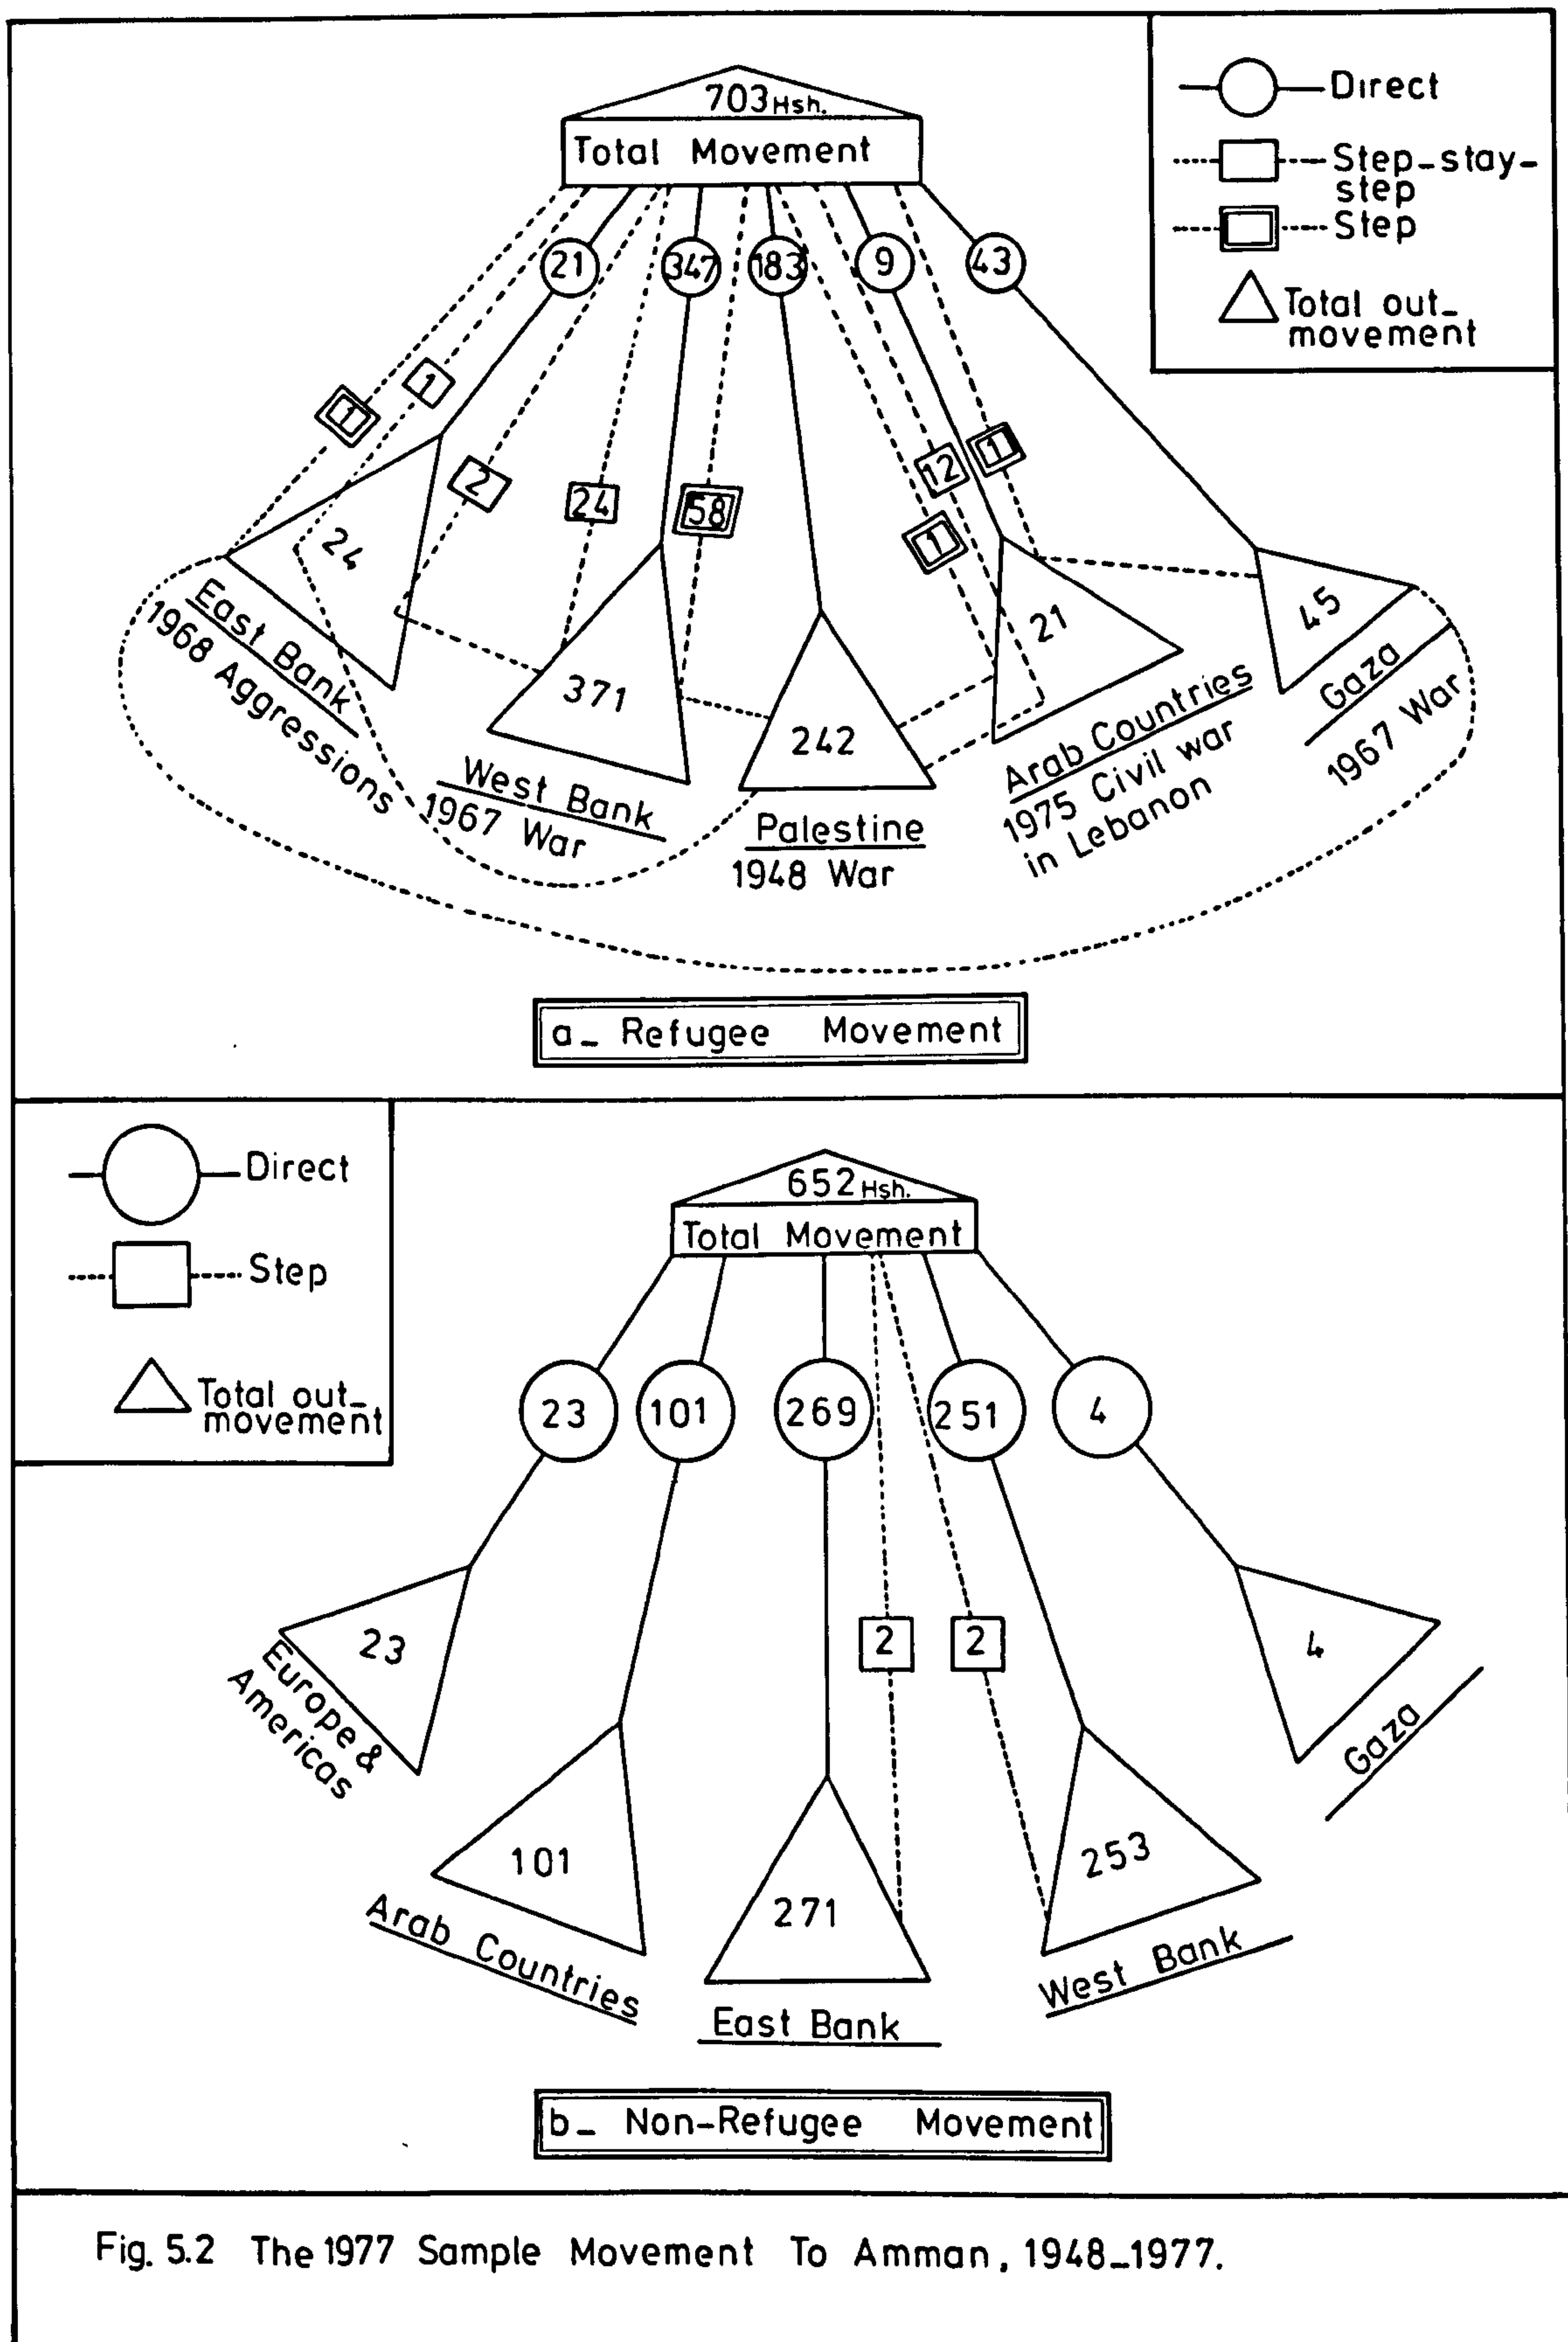 703 Hsh.
Total Movement
Direct
Step_stay_
step
Step
Total out_
movement
21
347
183
9
43
1
1
2
24
58
12
1
1
24
371
242
21
45
East Bank
1968 Aggressions
West Bank
1967 War
Palestine
1948 War
Arab Countries
1975 Civil war
in Lebanon
Gaza
1967 War
a_ Refugee Movement
Direct
Step
Total out_
movement
652 Hsh.
Total Movement
23
101
269
251
4
2
2
23
101
271
253
4
Europe &
Americas
Arab Countries
East Bank
West Bank
Gaza
b_ Non-Refugee Movement
Fig. 5.2 The 1977 Sample Movement To Amman, 1948_1977.